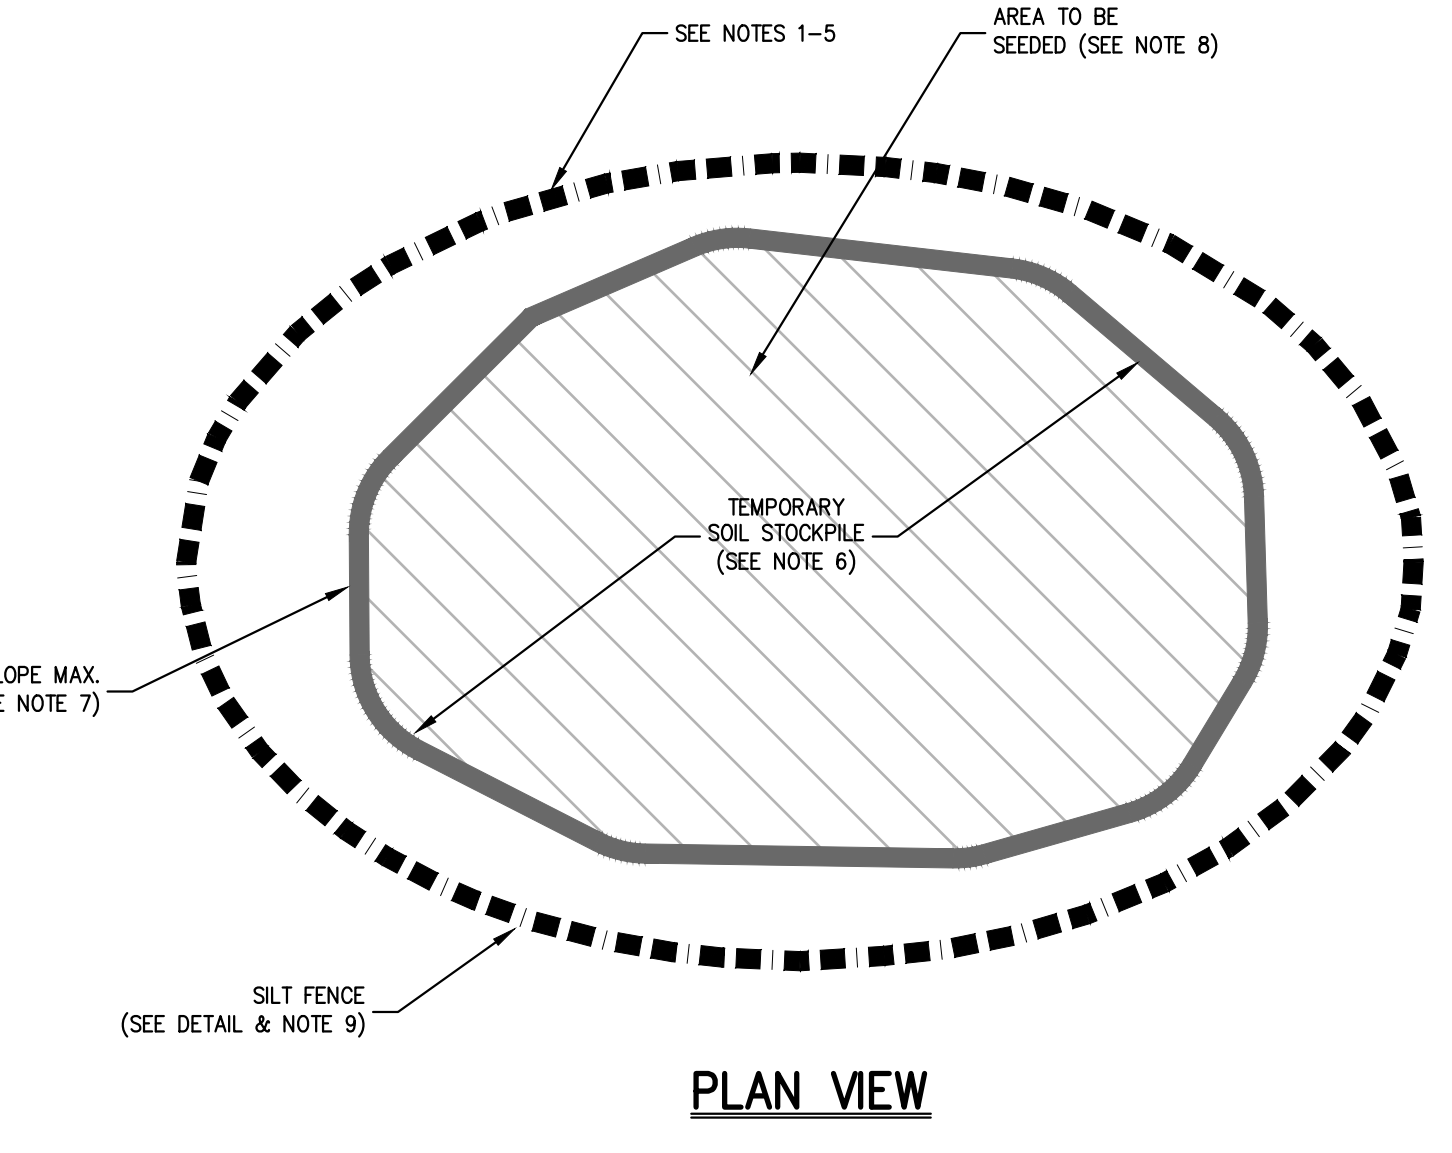 SEE NOTES 1-5
AREA TO BE
SEEDED (SEE NOTE 8)
TEMPORARY
SOIL STOCKPILE
(SEE NOTE 6)
MAX.
NOTE 7)
SILT FENCE
(SEE DETAIL & NOTE 9)
PLAN VIEW